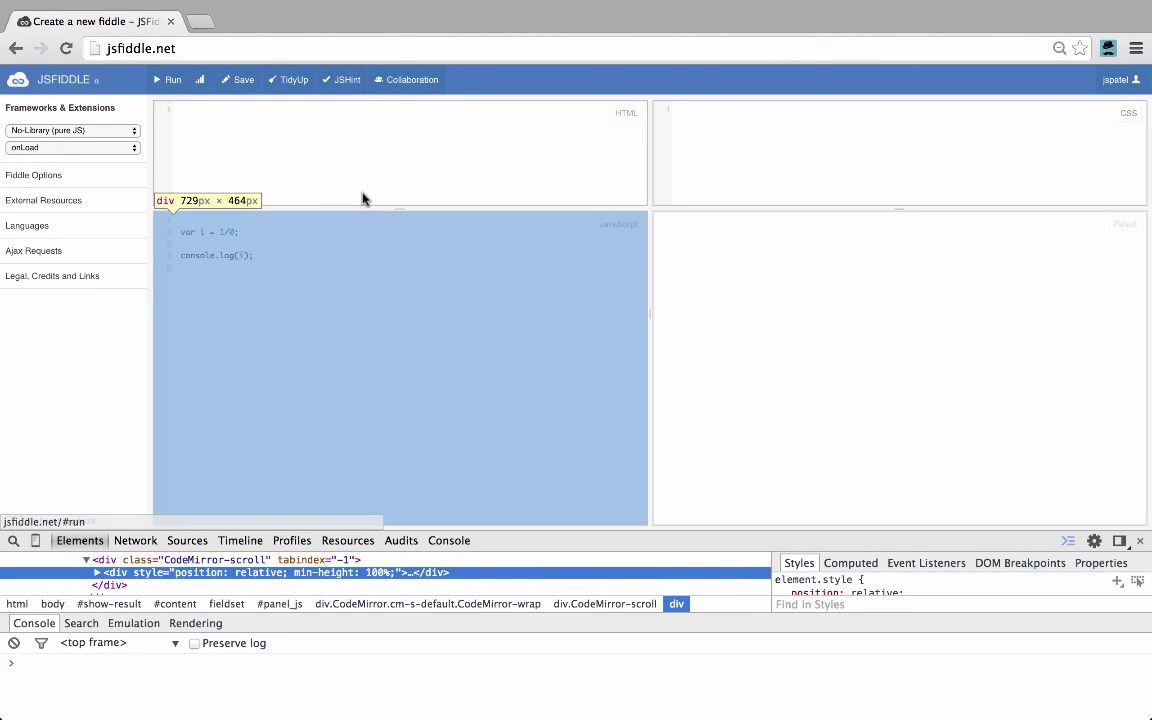 Create a new fiddle – JSFid
jsfiddle.net
JSFIDDLE α
Run
Save
TidyUp
JSHint
Collaboration
jspatel
Frameworks & Extensions
No-Library (pure JS)
onLoad
Fiddle Options
External Resources
Languages
Ajax Requests
Legal, Credits and Links
1
HTML
1
CSS
div 729px × 464px
JavaScript
var i = 1/0;
console.log(i);
Result
jsfiddle.net/#run
Elements Network Sources Timeline Profiles Resources Audits Console
▼<div class="CodeMirror-scroll" tabindex="-1">
▶<div style="position: relative; min-height: 100%;">…</div>
</div>
html body #show-result #content fieldset #panel_js div.CodeMirror.cm-s-default.CodeMirror-wrap div.CodeMirror-scroll div
Styles Computed Event Listeners DOM Breakpoints Properties
element.style {
position: relative;
Find in Styles
Console Search Emulation Rendering
<top frame> ▼ Preserve log
>